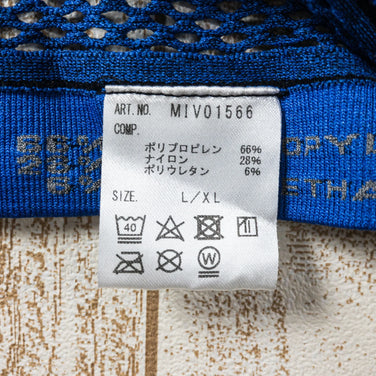 ART.NO. MIV01566
COMP.
ポリプロピレン 66%
ナイロン 28%
ポリウレタン 6%
SIZE. L/XL
40
W